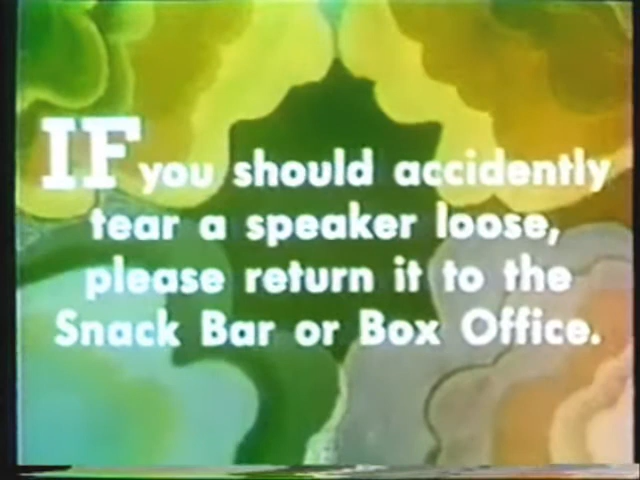 IF you should accidently
tear a speaker loose,
please return it to the
Snack Bar or Box Office.